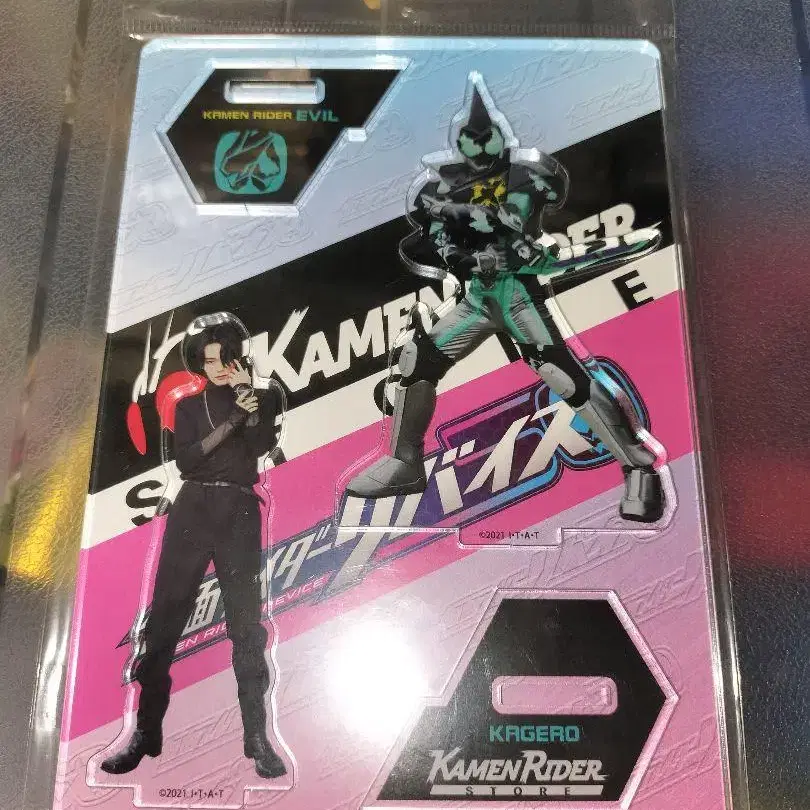 KAMEN RIDER EVIL
KAMEN RIDER
S
E
仮面ライダーリバイス
KAMEN RIDER REVICE
©2021 I・T・A・T
©2021 I・T・A・T
KAGERO
KAMEN RIDER
STORE